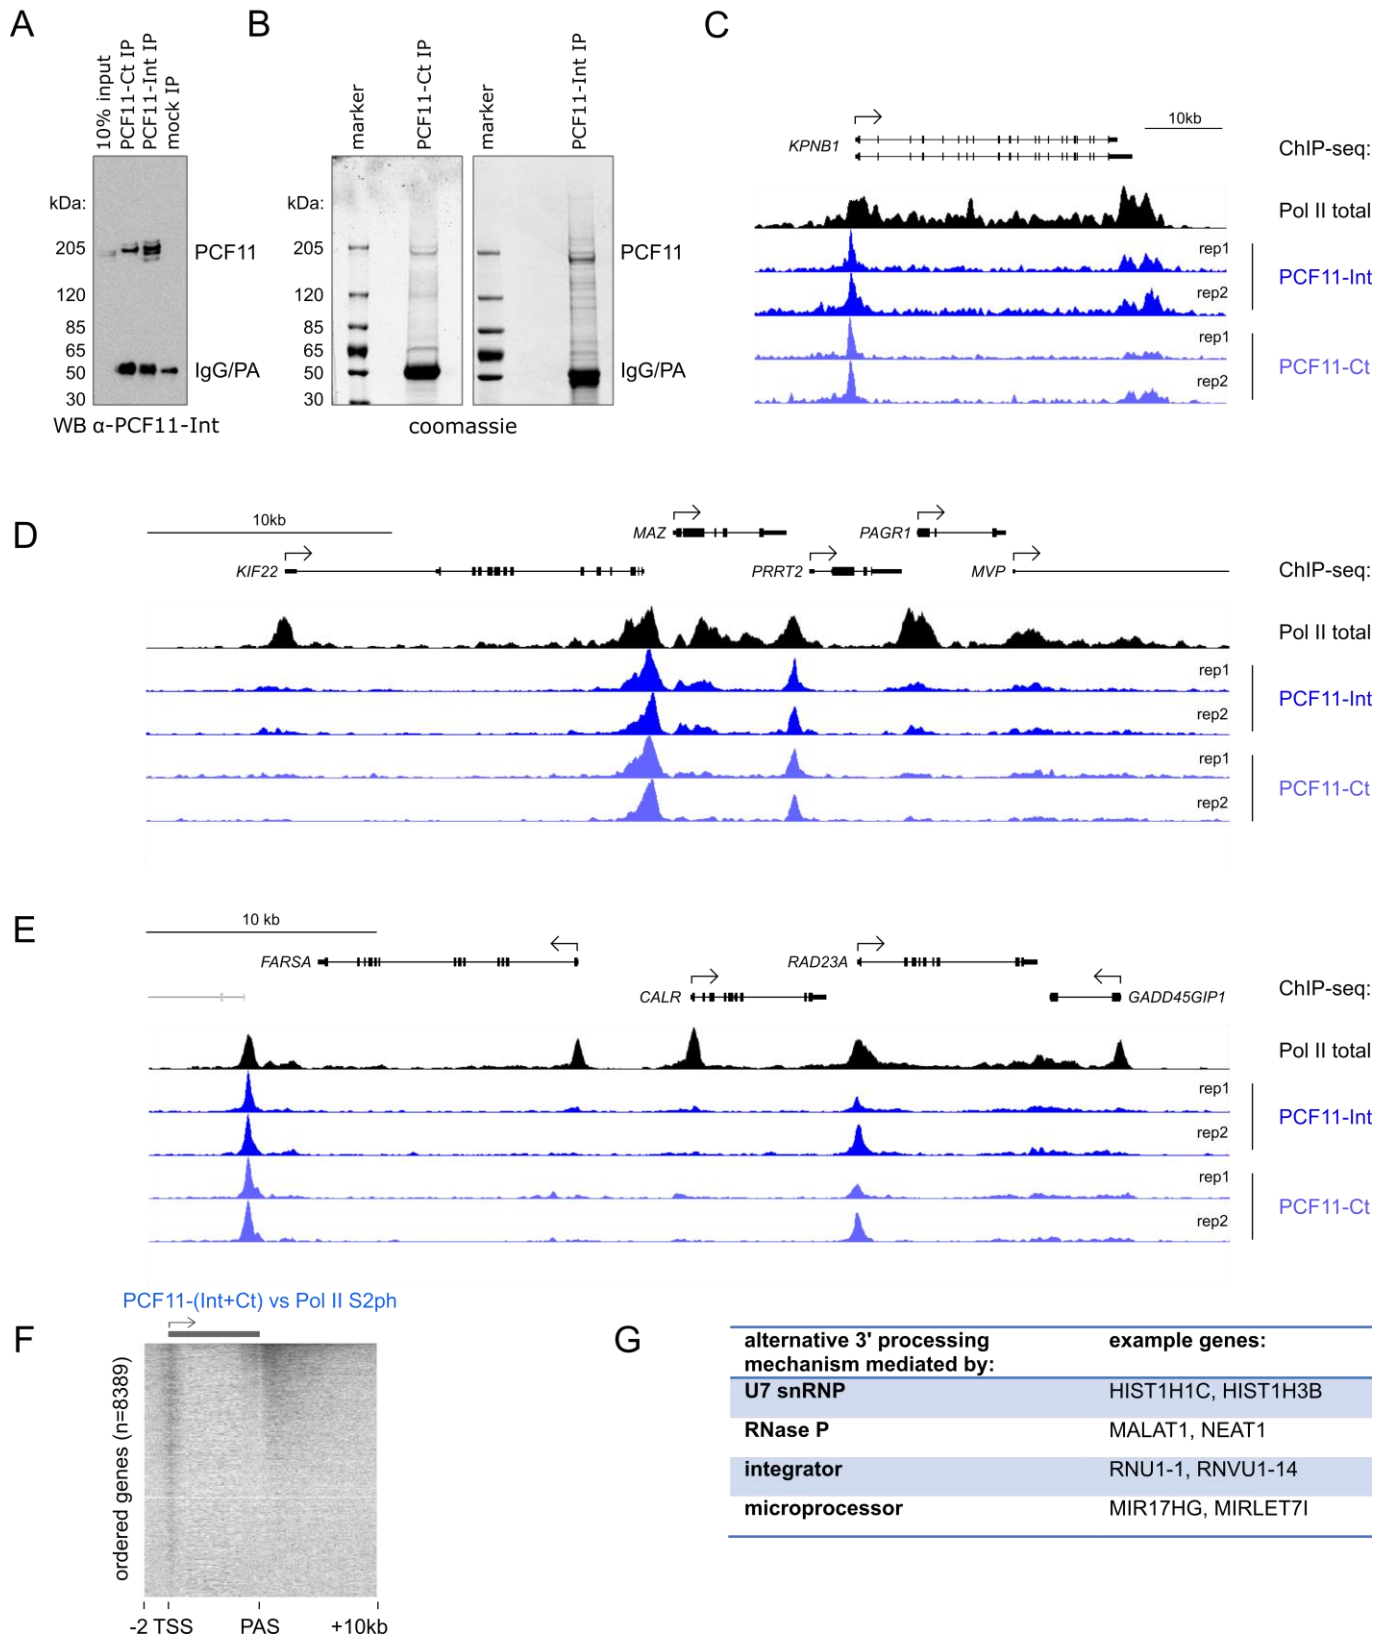 A
10% input
PCF11-Ct IP
PCF11-Int IP
mock IP
kDa:
205
120
85
65
50
30
PCF11
IgG/PA
WB α-PCF11-Int
B
marker
PCF11-Ct IP
marker
PCF11-Int IP
kDa:
205
120
85
65
50
30
PCF11
IgG/PA
coomassie
C
10kb
KPNB1
ChIP-seq:
Pol II total
rep1
PCF11-Int
rep2
rep1
PCF11-Ct
rep2
D
10kb
MAZ
PAGR1
KIF22
PRRT2
MVP
ChIP-seq:
Pol II total
rep1
PCF11-Int
rep2
rep1
PCF11-Ct
rep2
E
10 kb
FARSA
RAD23A
CALR
GADD45GIP1
ChIP-seq:
Pol II total
rep1
PCF11-Int
rep2
rep1
PCF11-Ct
rep2
F
PCF11-(Int+Ct) vs Pol II S2ph
ordered genes (n=8389)
-2 TSS PAS +10kb
G
alternative 3' processing
mechanism mediated by:
example genes:
U7 snRNP HIST1H1C, HIST1H3B
RNase P MALAT1, NEAT1
integrator RNU1-1, RNVU1-14
microprocessor MIR17HG, MIRLET7I